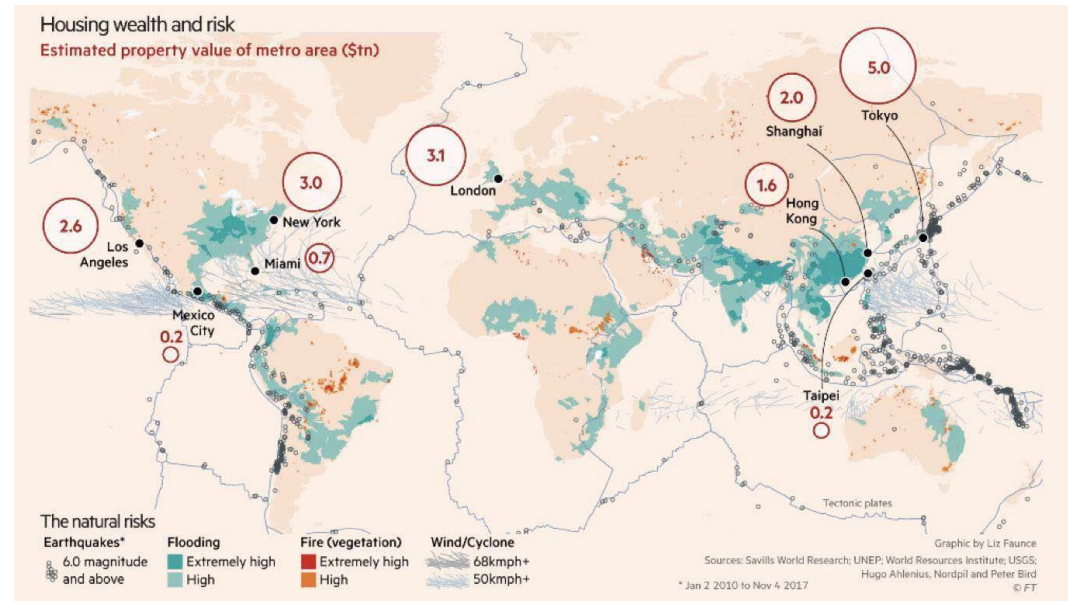 Housing wealth and risk
Estimated property value of metro area ($tn)
5.0
Tokyo
2.0
Shanghai
3.1
London
1.6
Hong
Kong
3.0
New York
2.6
Los
Angeles
Miami 0.7
Mexico
City
0.2
Taipei
0.2
Tectonic plates
The natural risks
Earthquakes*
6.0 magnitude
and above
Flooding
Extremely high
High
Fire (vegetation)
Extremely high
High
Wind/Cyclone
68kmph+
50kmph+
Graphic by Liz Faunce
Sources: Savills World Research; UNEP; World Resources Institute; USGS;
Hugo Ahlenius, Nordpil and Peter Bird
* Jan 2 2010 to Nov 4 2017
© FT